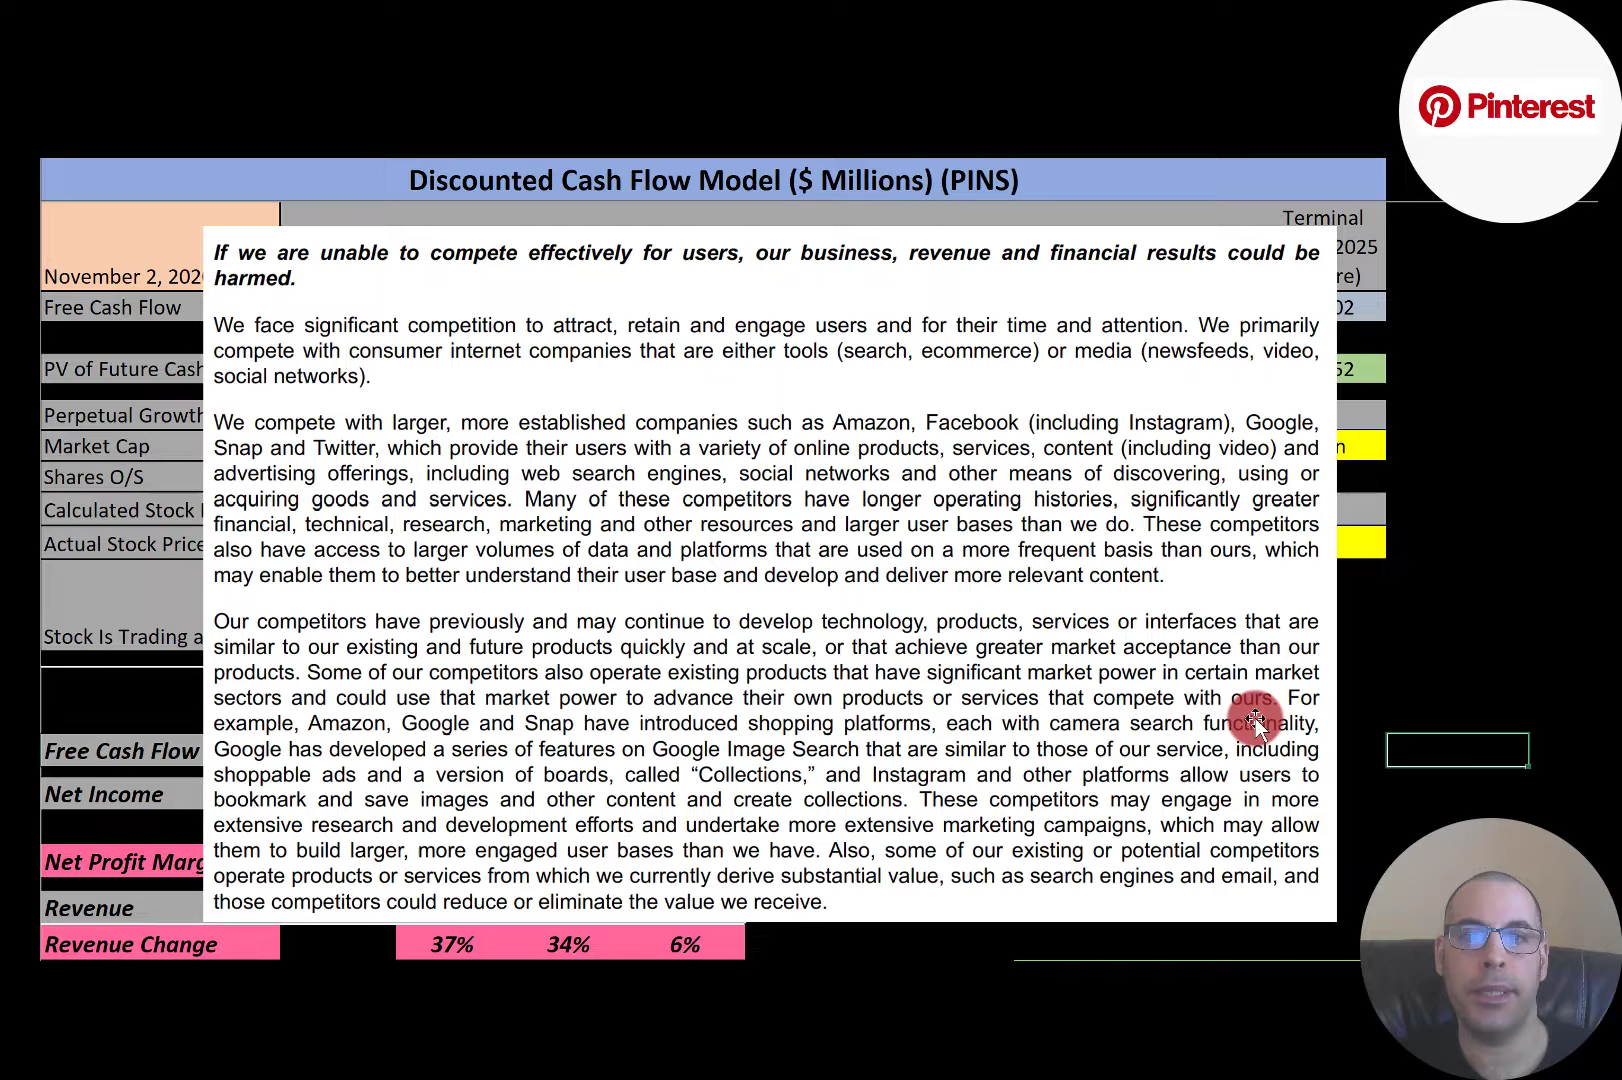 Pinterest
Discounted Cash Flow Model ($ Millions) (PINS)
Terminal
2025
November 2, 202
re)
Free Cash Flow
02
PV of Future Cash
52
Perpetual Growth
Market Cap
n
Shares O/S
Calculated Stock
Actual Stock Price
Stock Is Trading a
Free Cash Flow
Net Income
Net Profit Marg
Revenue
Revenue Change 37% 34% 6%
If we are unable to compete effectively for users, our business, revenue and financial results could be
harmed.
We face significant competition to attract, retain and engage users and for their time and attention. We primarily
compete with consumer internet companies that are either tools (search, ecommerce) or media (newsfeeds, video,
social networks).
We compete with larger, more established companies such as Amazon, Facebook (including Instagram), Google,
Snap and Twitter, which provide their users with a variety of online products, services, content (including video) and
advertising offerings, including web search engines, social networks and other means of discovering, using or
acquiring goods and services. Many of these competitors have longer operating histories, significantly greater
financial, technical, research, marketing and other resources and larger user bases than we do. These competitors
also have access to larger volumes of data and platforms that are used on a more frequent basis than ours, which
may enable them to better understand their user base and develop and deliver more relevant content.
Our competitors have previously and may continue to develop technology, products, services or interfaces that are
similar to our existing and future products quickly and at scale, or that achieve greater market acceptance than our
products. Some of our competitors also operate existing products that have significant market power in certain market
sectors and could use that market power to advance their own products or services that compete with ours. For
example, Amazon, Google and Snap have introduced shopping platforms, each with camera search functionality,
Google has developed a series of features on Google Image Search that are similar to those of our service, including
shoppable ads and a version of boards, called “Collections,” and Instagram and other platforms allow users to
bookmark and save images and other content and create collections. These competitors may engage in more
extensive research and development efforts and undertake more extensive marketing campaigns, which may allow
them to build larger, more engaged user bases than we have. Also, some of our existing or potential competitors
operate products or services from which we currently derive substantial value, such as search engines and email, and
those competitors could reduce or eliminate the value we receive.